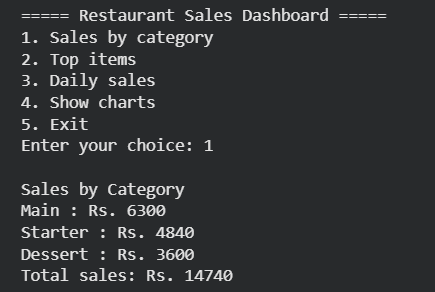 ===== Restaurant Sales Dashboard =====
1. Sales by category
2. Top items
3. Daily sales
4. Show charts
5. Exit
Enter your choice: 1
Sales by Category
Main : Rs. 6300
Starter : Rs. 4840
Dessert : Rs. 3600
Total sales: Rs. 14740